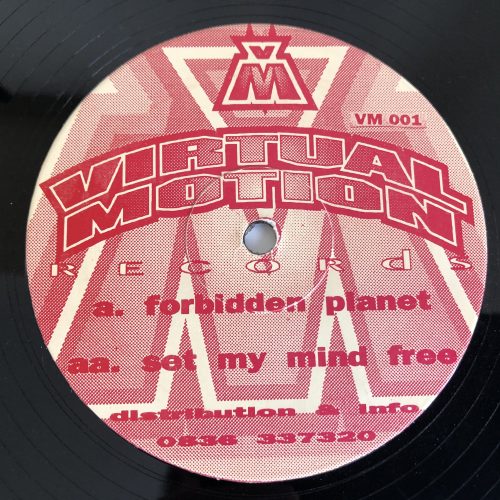 VM
VM 001
VIRTUAL
MOTION
RECORdS
a. forbidden planet
aa. set my mind free
distribution & info
0836 337320